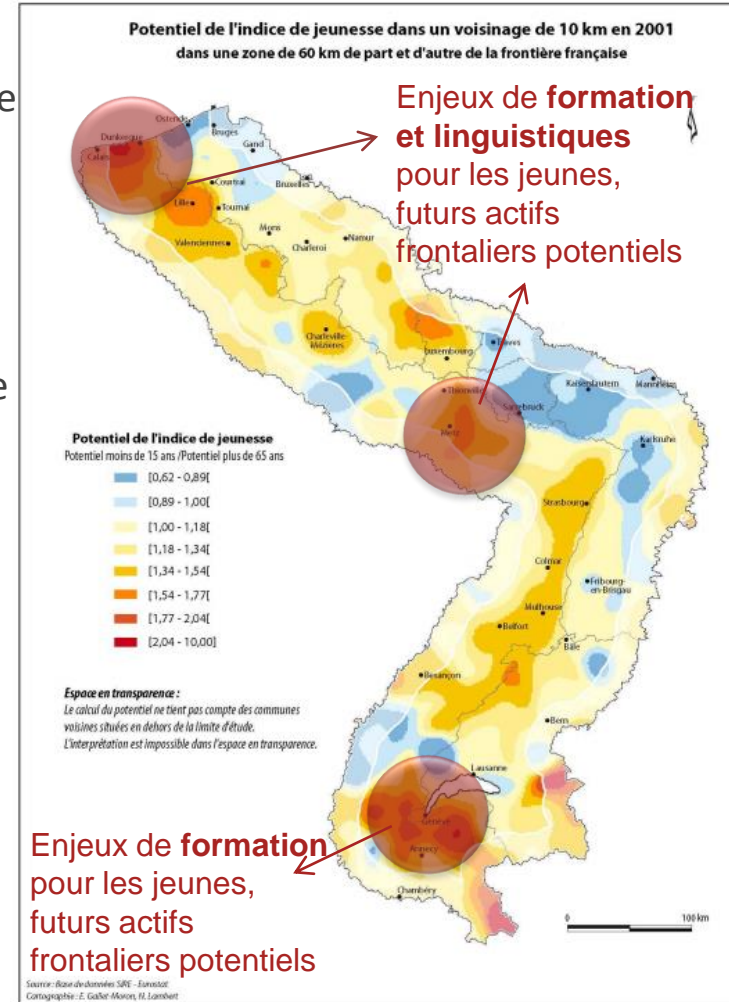 Potentiel de l'indice de jeunesse dans un voisinage de 10 km en 2001
dans une zone de 60 km de part et d'autre de la frontière française
e
e
Enjeux de formation
et linguistiques
pour les jeunes,
futurs actifs
frontaliers potentiels
Ostende
Dunkerque
Bruges
Calais
Gand
Courtrai
Bruxelles
Lille
Tournai
Mons
Valenciennes
Charleroi
Namur
Charleville-
Mézières
Luxembourg
Trèves
Thionville
Kaiserslautern
Mannheim
Sarrebruck
Metz
Karlsruhe
Strasbourg
Colmar
Fribourg-
en-Brisgau
Mulhouse
Belfort
Bâle
Besançon
Bern
Lausanne
Genève
Annecy
Chambéry
Potentiel de l'indice de jeunesse
Potentiel moins de 15 ans /Potentiel plus de 65 ans
[0,62 - 0,89[
[0,89 - 1,00[
[1,00 - 1,18[
[1,18 - 1,34[
[1,34 - 1,54[
[1,54 - 1,77[
[1,77 - 2,04[
[2,04 - 10,00]
Espace en transparence :
Le calcul du potentiel ne tient pas compte des communes
voisines situées en dehors de la limite d'étude.
L'interprétation est impossible dans l'espace en transparence.
Enjeux de formation
pour les jeunes,
futurs actifs
frontaliers potentiels
0 100 km
Source : Base de données SIRE - Eurostat
Cartographie : E. Gallet-Moron, N. Lambert